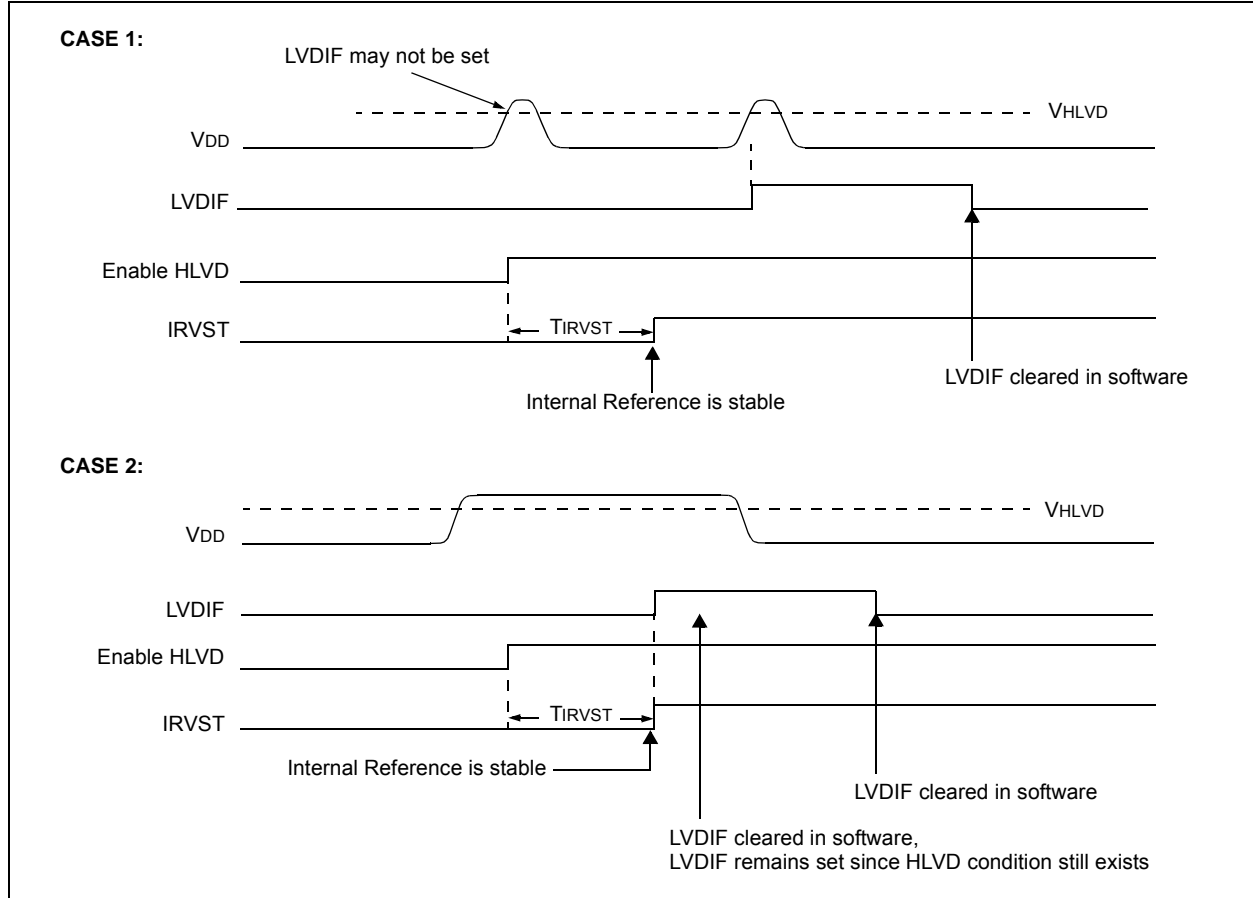 CASE 1:
LVDIF may not be set
VHLVD
VDD
LVDIF
Enable HLVD
IRVST
TIRVST
LVDIF cleared in software
Internal Reference is stable
CASE 2:
VHLVD
VDD
LVDIF
Enable HLVD
IRVST
TIRVST
Internal Reference is stable
LVDIF cleared in software
LVDIF cleared in software,
LVDIF remains set since HLVD condition still exists